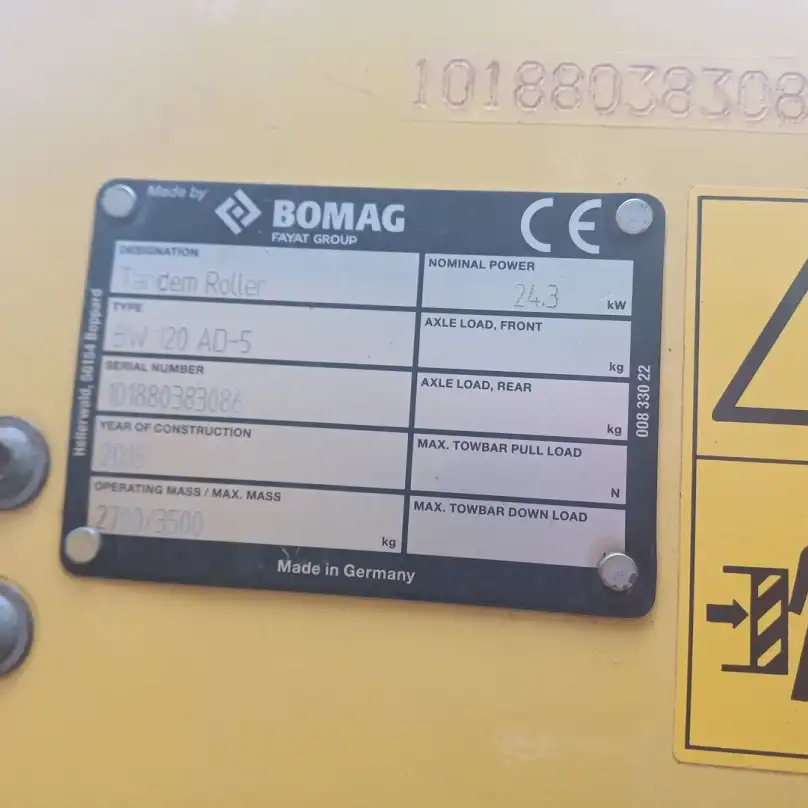 10188038308
Made by
BOMAG
FAYAT GROUP
CE
DESIGNATION
Tandem Roller
NOMINAL POWER
24.3 kW
TYPE
BW 120 AD-5
AXLE LOAD, FRONT
kg
SERIAL NUMBER
101880383086
AXLE LOAD, REAR
kg
YEAR OF CONSTRUCTION
MAX. TOWBAR PULL LOAD
N
OPERATING MASS / MAX. MASS
2700/3500
kg
MAX. TOWBAR DOWN LOAD
Made in Germany
Hellerwald, 56154 Boppard
008 330 22